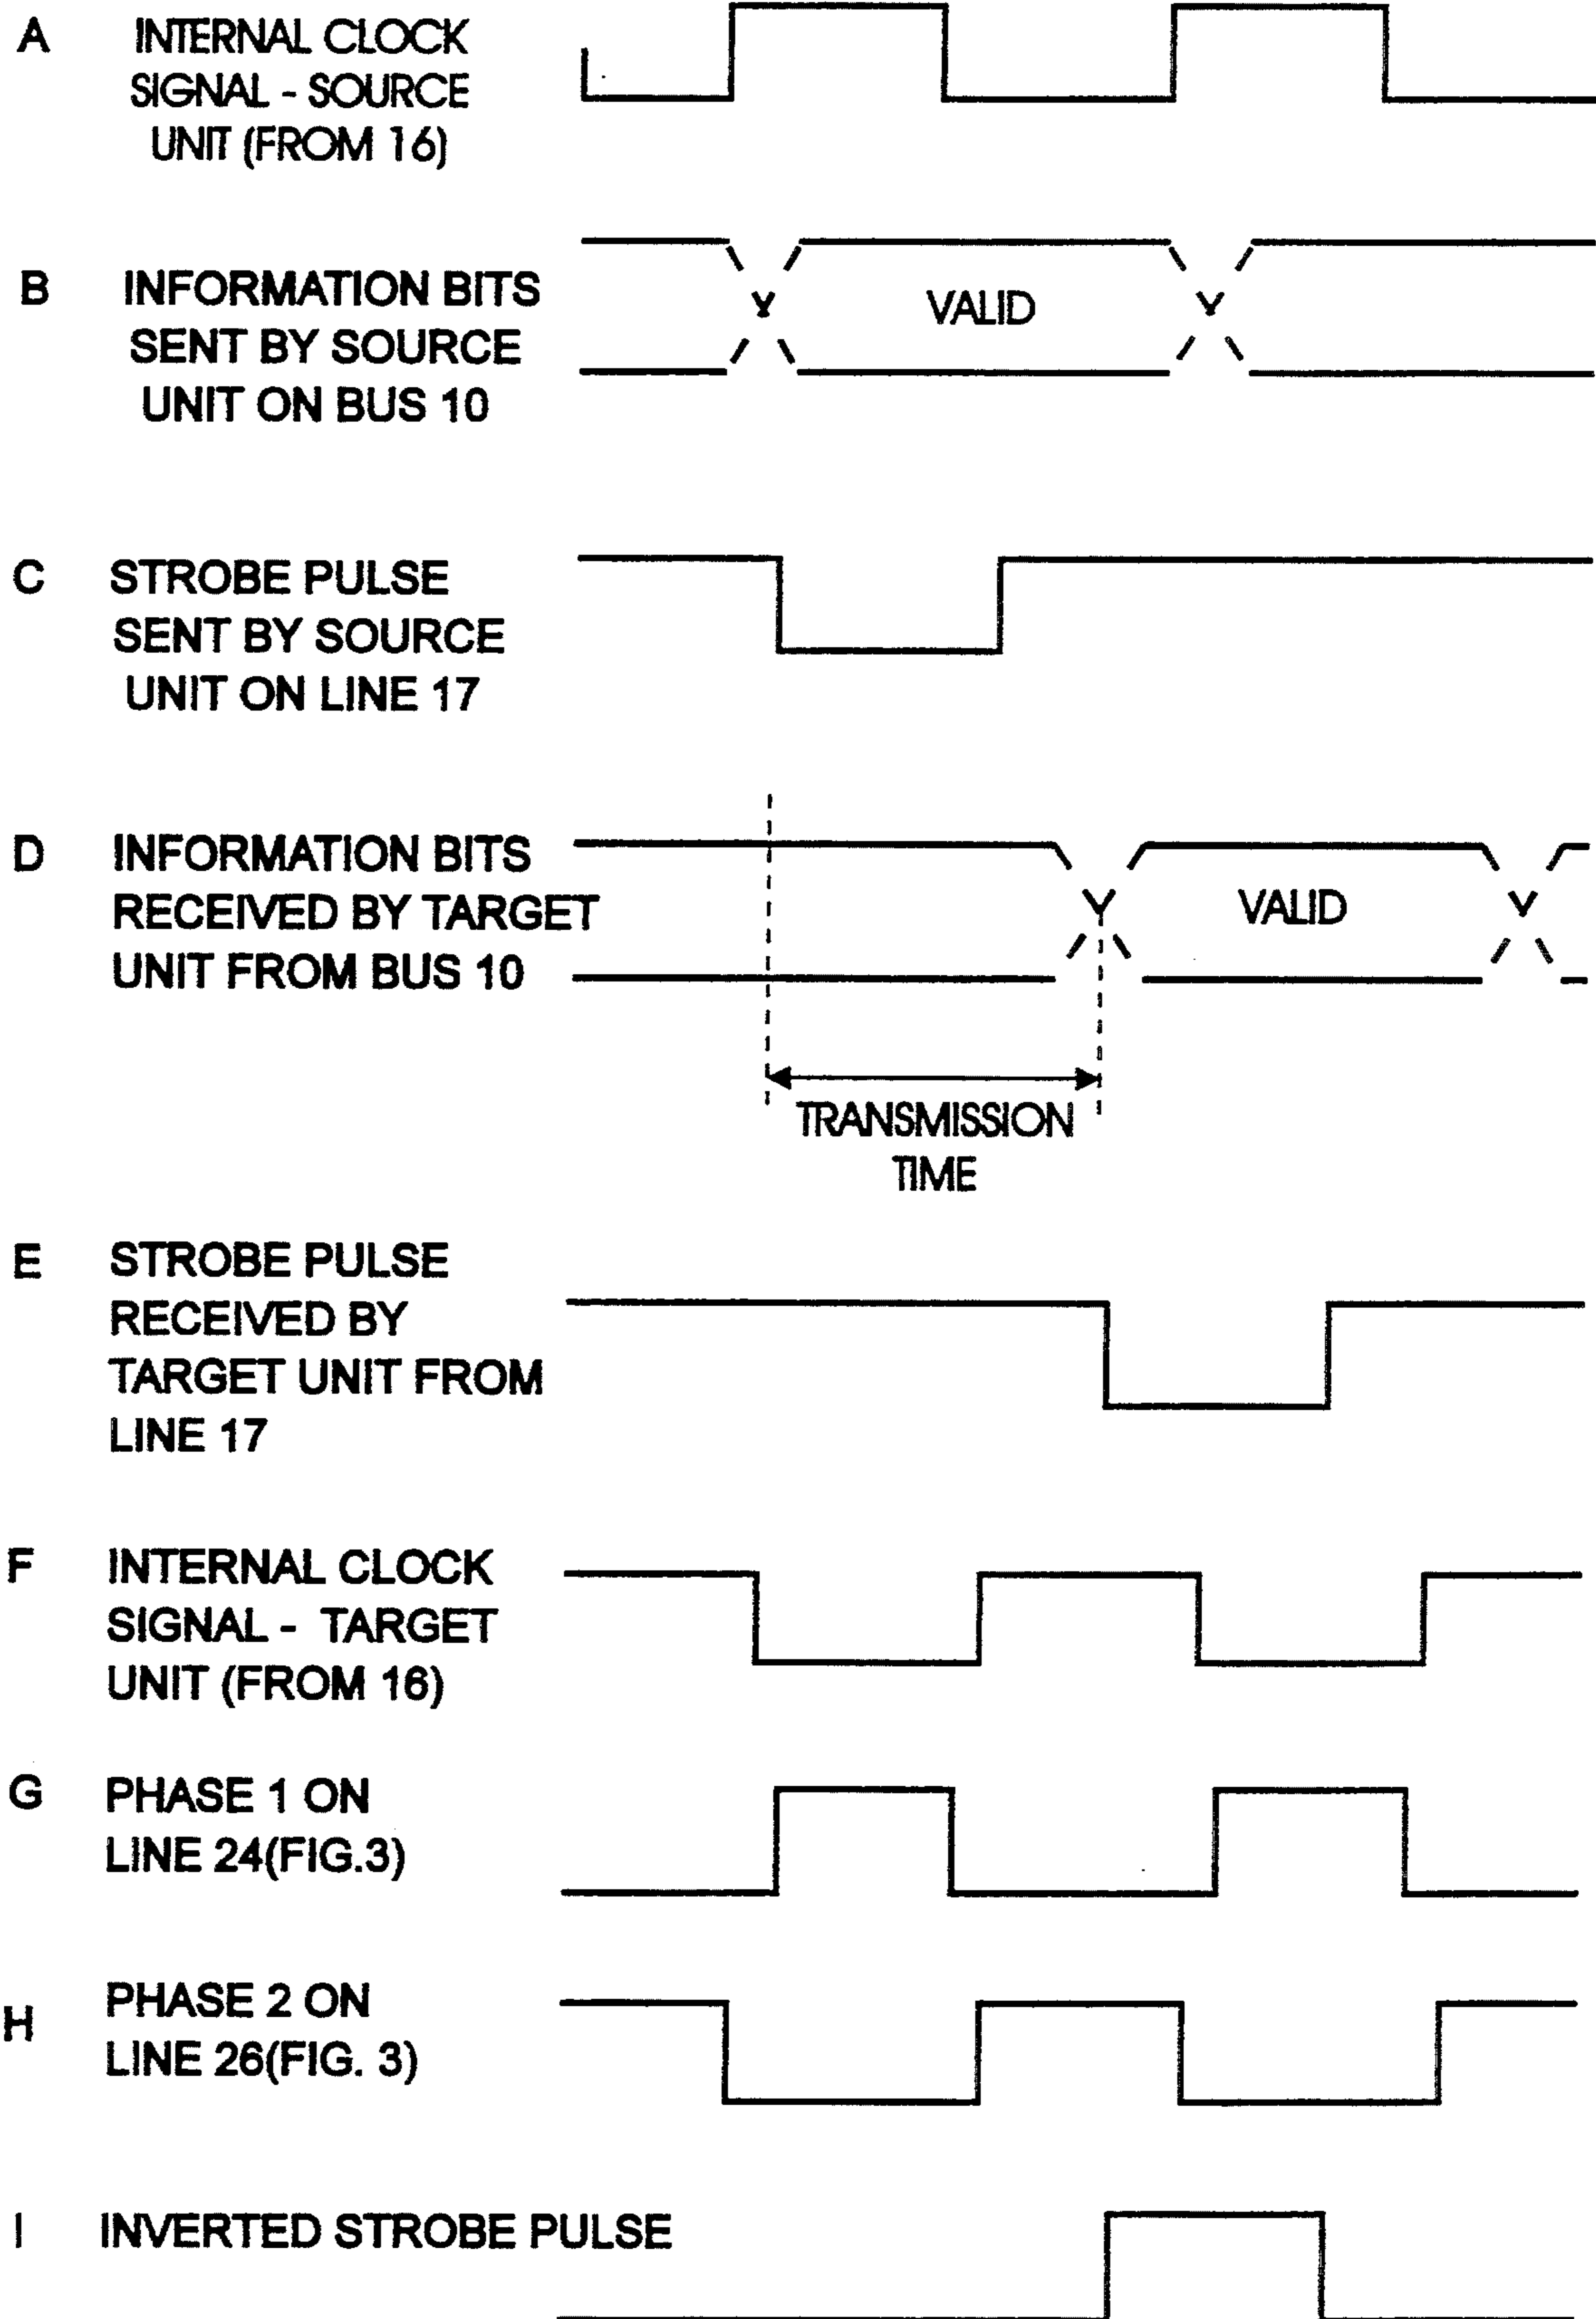 A INTERNAL CLOCK
SIGNAL - SOURCE
UNIT (FROM 16)
B INFORMATION BITS
SENT BY SOURCE
UNIT ON BUS 10
VALID
C STROBE PULSE
SENT BY SOURCE
UNIT ON LINE 17
D INFORMATION BITS
RECEIVED BY TARGET
UNIT FROM BUS 10
VALID
TRANSMISSION
TIME
E STROBE PULSE
RECEIVED BY
TARGET UNIT FROM
LINE 17
F INTERNAL CLOCK
SIGNAL - TARGET
UNIT (FROM 16)
G PHASE 1 ON
LINE 24(FIG.3)
H PHASE 2 ON
LINE 26(FIG. 3)
I INVERTED STROBE PULSE